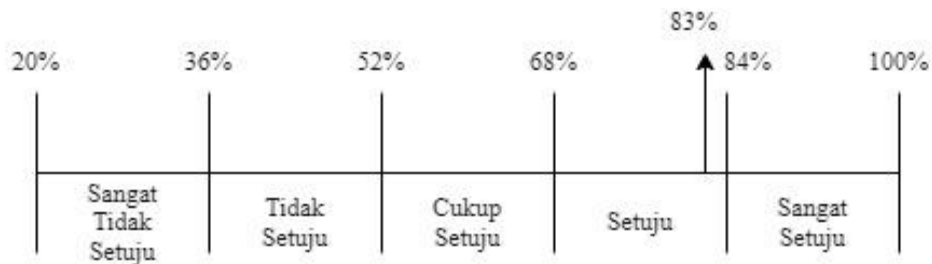 83%
20% 36% 52% 68% 84% 100%
Sangat
Tidak
Setuju
Tidak
Setuju
Cukup
Setuju
Setuju
Sangat
Setuju